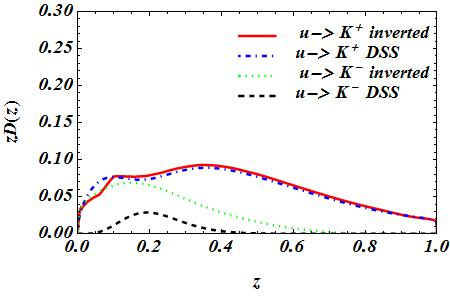 0.30
0.25
0.20
0.15
0.10
0.05
0.00
zD(z)
u−> K+ inverted
u−> K+ DSS
u−> K− inverted
u−> K− DSS
0.0 0.2 0.4 0.6 0.8 1.0
z